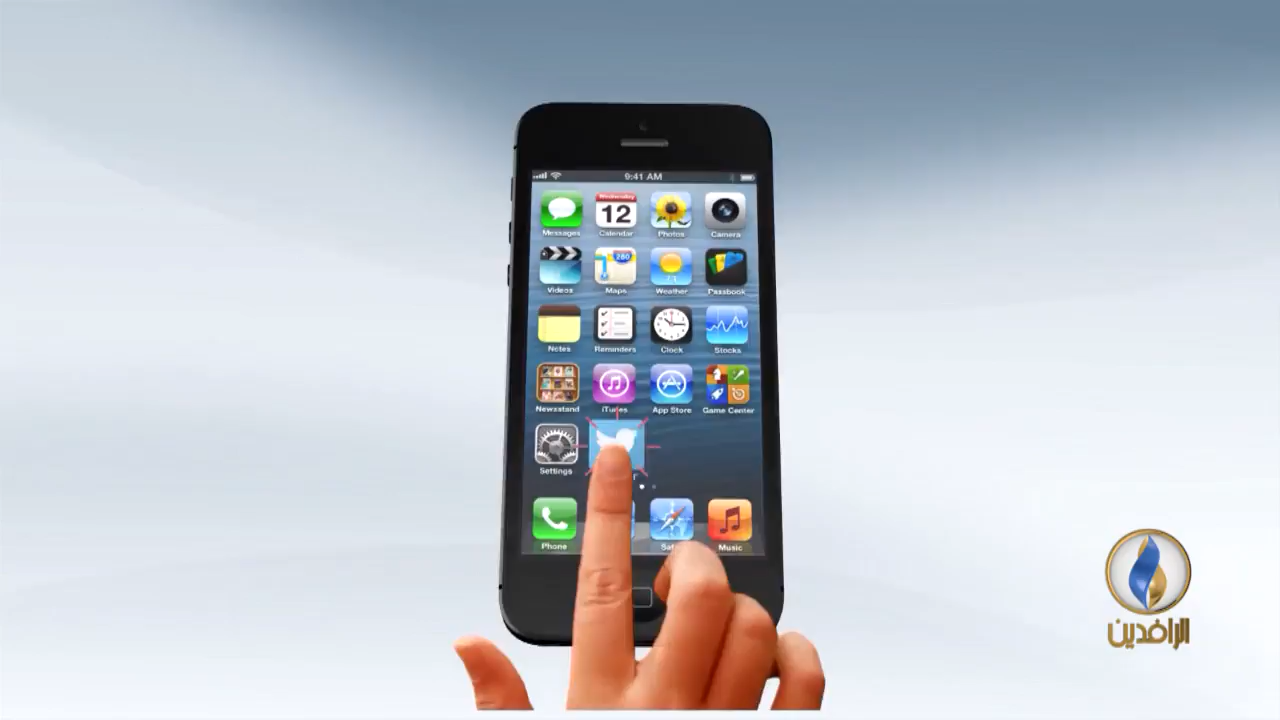 9:41 AM
Wednesday
12
Messages Calendar Photos Camera
280
Videos Maps Weather Passbook
Notes Reminders Clock Stocks
Newsstand iTunes App Store Game Center
Settings
Phone Music
الرافدين